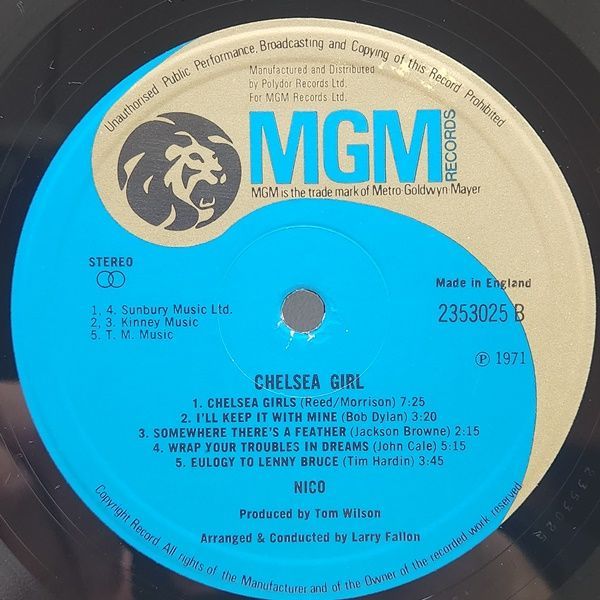 Unauthorised Public Performance, Broadcasting and Copying of this Record Prohibited
Manufactured and Distributed
by Polydor Records Ltd.
For MGM Records Ltd.
MGM
RECORDS
MGM is the trade mark of Metro-Goldwyn-Mayer
STEREO
Made in England
1. 4. Sunbury Music Ltd.
2, 3. Kinney Music
5. T. M. Music
2353025 B
Ⓟ 1971
CHELSEA GIRL
1. CHELSEA GIRLS (Reed/Morrison) 7:25
2. I'LL KEEP IT WITH MINE (Bob Dylan) 3:20
3. SOMEWHERE THERE'S A FEATHER (Jackson Browne) 2:15
4. WRAP YOUR TROUBLES IN DREAMS (John Cale) 5:15
5. EULOGY TO LENNY BRUCE (Tim Hardin) 3:45
NICO
Produced by Tom Wilson
Arranged & Conducted by Larry Fallon
Copyright Record. All rights of the Manufacturer and of the Owner of the recorded work reserved